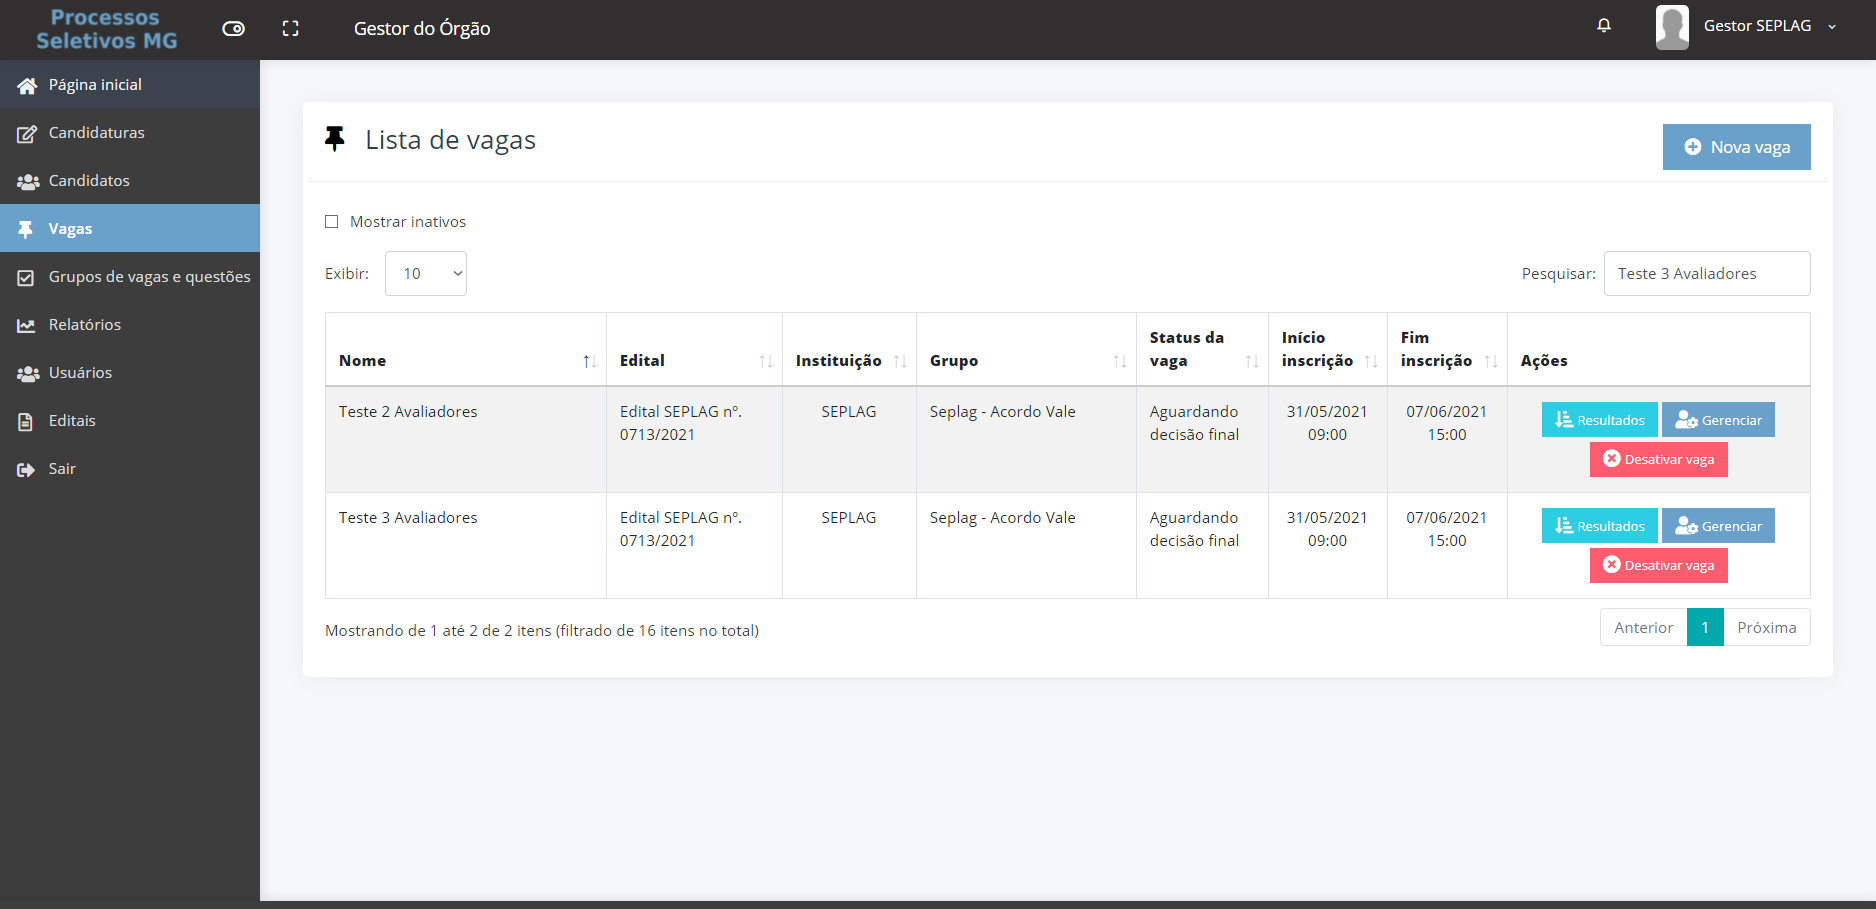 Processos
Seletivos MG
Gestor do Órgão
Gestor SEPLAG
Página inicial
Candidaturas
Candidatos
Vagas
Grupos de vagas e questões
Relatórios
Usuários
Editais
Sair
Lista de vagas
Nova vaga
Mostrar inativos
Exibir: 10
Pesquisar: Teste 3 Avaliadores
Nome Edital Instituição Grupo Status da vaga Início inscrição Fim inscrição Ações
Teste 2 Avaliadores Edital SEPLAG nº. SEPLAG Seplag - Acordo Vale Aguardando 31/05/2021 07/06/2021 Resultados Gerenciar
0713/2021 decisão final 09:00 15:00
Desativar vaga
Teste 3 Avaliadores Edital SEPLAG nº. SEPLAG Seplag - Acordo Vale Aguardando 31/05/2021 07/06/2021 Resultados Gerenciar
0713/2021 decisão final 09:00 15:00
Desativar vaga
Mostrando de 1 até 2 de 2 itens (filtrado de 16 itens no total)
Anterior 1 Próxima